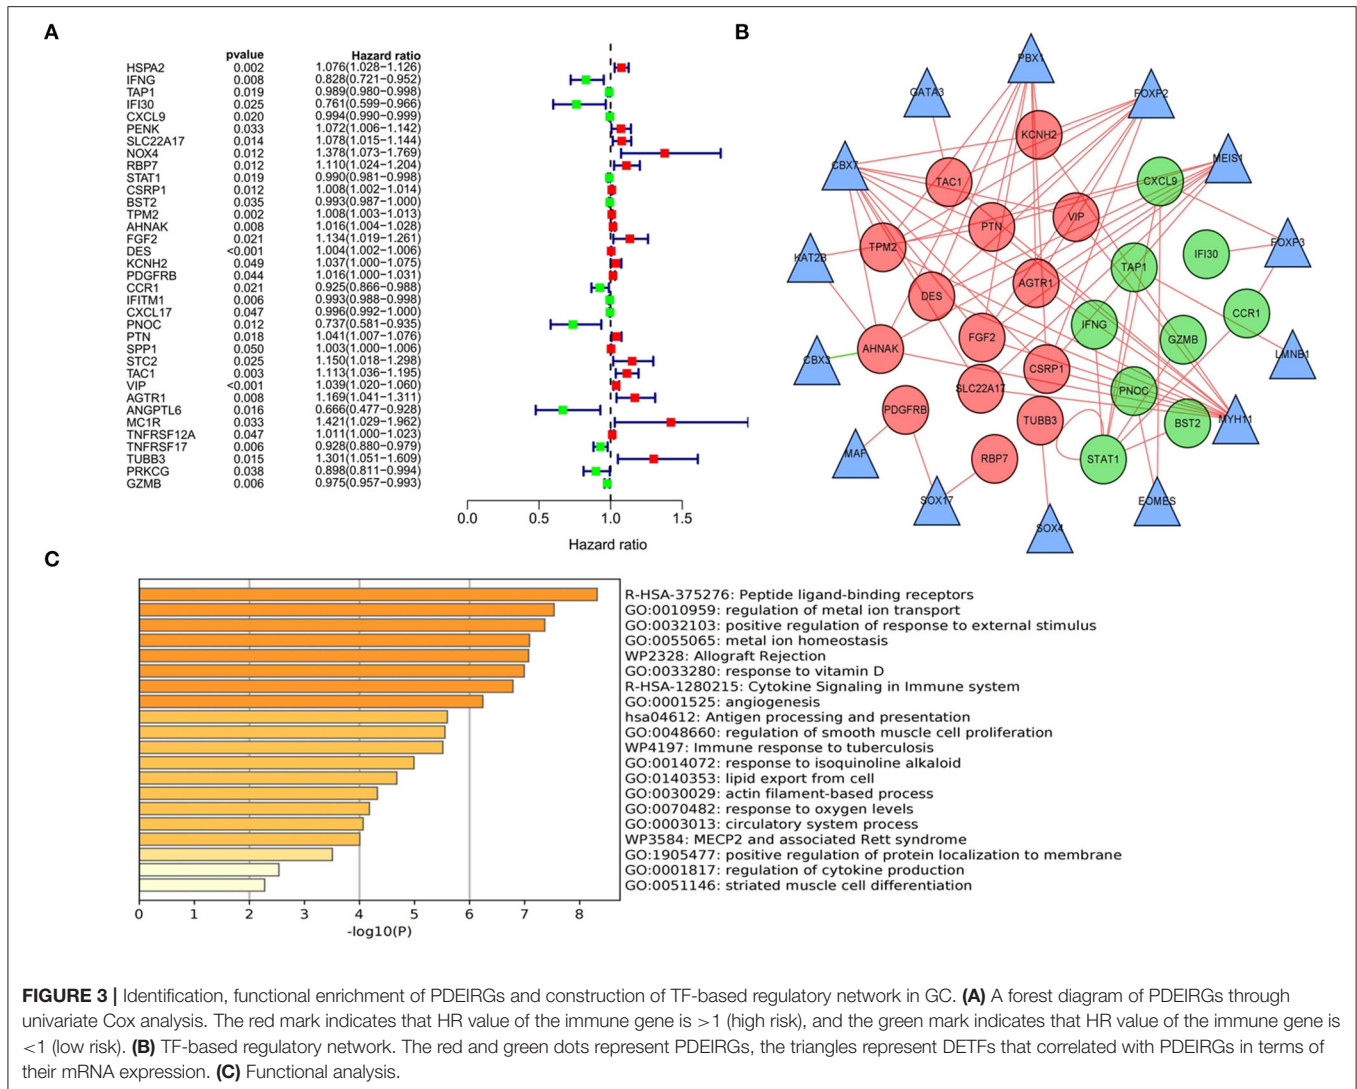 A
pvalue Hazard ratio
HSPA2 0.002 1.076(1.028−1.126)
IFNG 0.008 0.828(0.721−0.952)
TAP1 0.019 0.989(0.980−0.998)
IFI30 0.025 0.761(0.599−0.966)
CXCL9 0.020 0.994(0.990−0.999)
PENK 0.033 1.072(1.006−1.142)
SLC22A17 0.014 1.078(1.015−1.144)
NOX4 0.012 1.378(1.073−1.769)
RBP7 0.012 1.110(1.024−1.204)
STAT1 0.019 0.990(0.981−0.998)
CSRP1 0.012 1.008(1.002−1.014)
BST2 0.035 0.993(0.987−1.000)
TPM2 0.002 1.008(1.003−1.013)
AHNAK 0.008 1.016(1.004−1.028)
FGF2 0.021 1.134(1.019−1.261)
DES <0.001 1.004(1.002−1.006)
KCNH2 0.049 1.037(1.000−1.075)
PDGFRB 0.044 1.016(1.000−1.031)
CCR1 0.021 0.925(0.866−0.988)
IFITM1 0.006 0.993(0.988−0.998)
CXCL17 0.047 0.996(0.992−1.000)
PNOC 0.012 0.737(0.581−0.935)
PTN 0.018 1.041(1.007−1.076)
SPP1 0.050 1.003(1.000−1.006)
STC2 0.025 1.150(1.018−1.298)
TAC1 0.003 1.113(1.036−1.195)
VIP <0.001 1.039(1.020−1.060)
AGTR1 0.008 1.169(1.041−1.311)
ANGPTL6 0.016 0.666(0.477−0.928)
MC1R 0.033 1.421(1.029−1.962)
TNFRSF12A 0.047 1.011(1.000−1.023)
TNFRSF17 0.006 0.928(0.880−0.979)
TUBB3 0.015 1.301(1.051−1.609)
PRKCG 0.038 0.898(0.811−0.994)
GZMB 0.006 0.975(0.957−0.993)
0.0 0.5 1.0 1.5
Hazard ratio
B
PBX1
GATA3
FOXP2
KCNH2
CBX7
MEIS1
TAC1
CXCL9
VIP
PTN
TPM2
FOXP3
IFI30
KAT2B
TAP1
AGTR1
DES
CCR1
IFNG
FGF2
GZMB
AHNAK
CBX3
LMNB1
CSRP1
SLC22A17
PNOC
PDGFRB
TUBB3
MYH11
BST2
MAF
RBP7
STAT1
SOX17
EOMES
SOX4
C
R-HSA-375276: Peptide ligand-binding receptors
GO:0010959: regulation of metal ion transport
GO:0032103: positive regulation of response to external stimulus
GO:0055065: metal ion homeostasis
WP2328: Allograft Rejection
GO:0033280: response to vitamin D
R-HSA-1280215: Cytokine Signaling in Immune system
GO:0001525: angiogenesis
hsa04612: Antigen processing and presentation
GO:0048660: regulation of smooth muscle cell proliferation
WP4197: Immune response to tuberculosis
GO:0014072: response to isoquinoline alkaloid
GO:0140353: lipid export from cell
GO:0030029: actin filament-based process
GO:0070482: response to oxygen levels
GO:0003013: circulatory system process
WP3584: MECP2 and associated Rett syndrome
GO:1905477: positive regulation of protein localization to membrane
GO:0001817: regulation of cytokine production
GO:0051146: striated muscle cell differentiation
0 1 2 3 4 5 6 7 8
-log10(P)
FIGURE 3 | Identification, functional enrichment of PDEIRGs and construction of TF-based regulatory network in GC. (A) A forest diagram of PDEIRGs through
univariate Cox analysis. The red mark indicates that HR value of the immune gene is >1 (high risk), and the green mark indicates that HR value of the immune gene is
<1 (low risk). (B) TF-based regulatory network. The red and green dots represent PDEIRGs, the triangles represent DETFs that correlated with PDEIRGs in terms of
their mRNA expression. (C) Functional analysis.